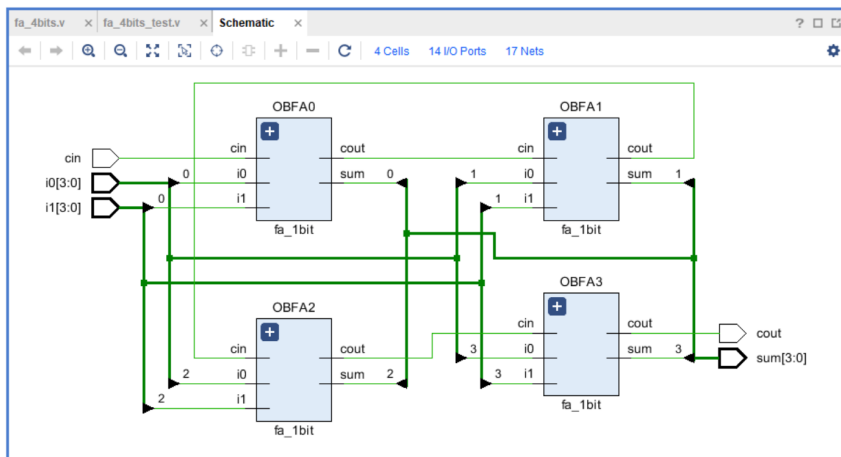 fa_4bits.v × fa_4bits_test.v × Schematic ×
4 Cells 14 I/O Ports 17 Nets
OBFA0 OBFA1
cin cout cin cout
cin
i0[3:0] 0 i0 sum 0 1 i0 sum 1
i1[3:0] 0 i1 1 i1
fa_1bit fa_1bit
OBFA2 OBFA3
cin cout
cout
cin cout
3 i0 sum 3
sum[3:0]
2 i0 sum 2 3 i1
2 i1
fa_1bit
fa_1bit